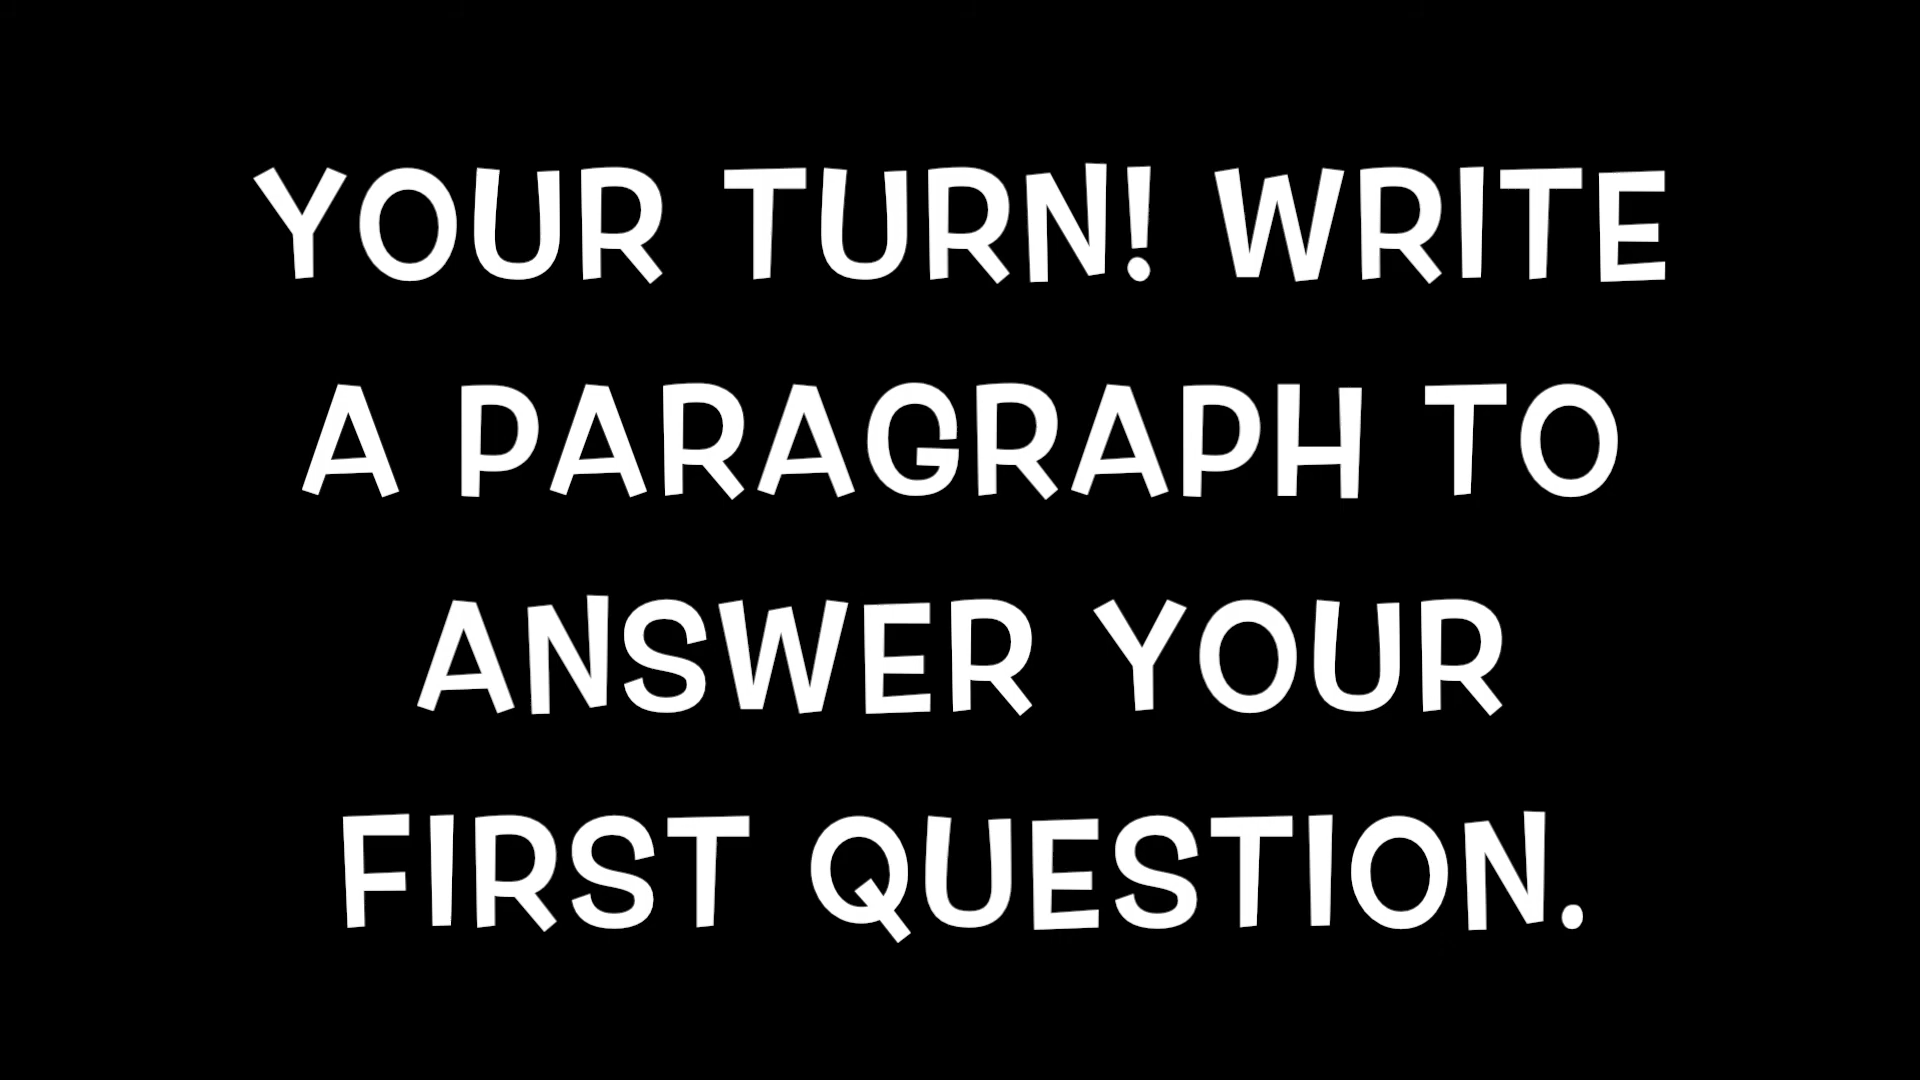 YOUR TURN! WRITE
A PARAGRAPH TO
ANSWER YOUR
FIRST QUESTION.